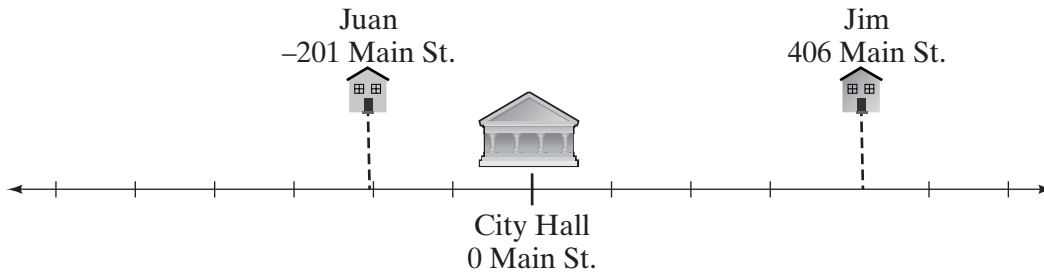 Juan
–201 Main St.
Jim
406 Main St.
City Hall
0 Main St.